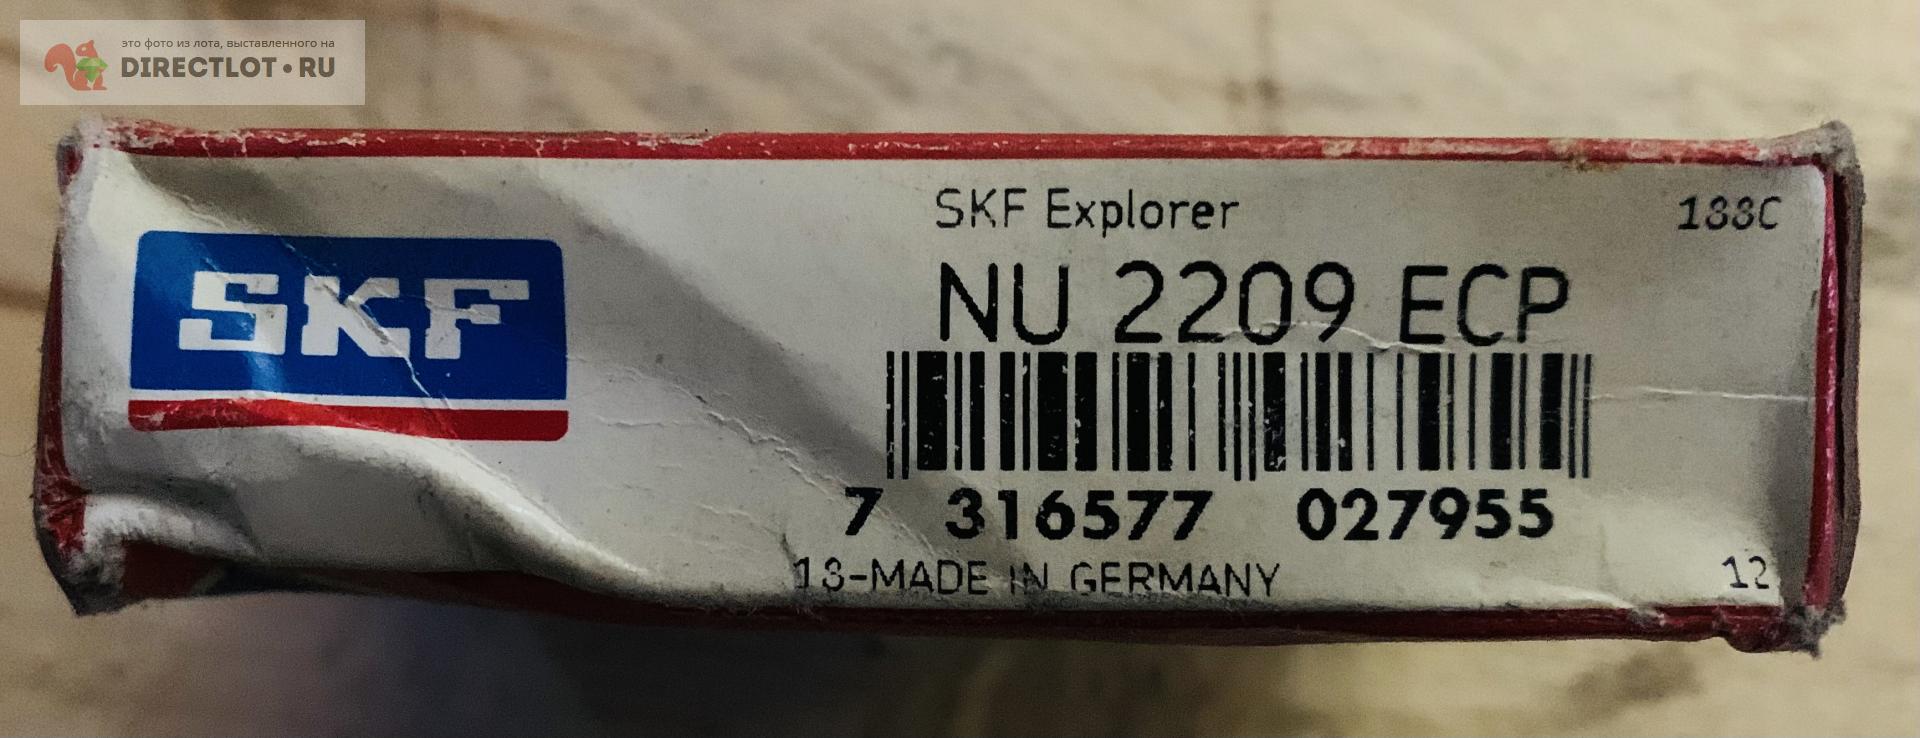 это фото из лота, выставленного на
DIRECTLOT•RU
SKF Explorer
188C
SKF
NU 2209 ECP
7 316577 027955
13-MADE IN GERMANY
12